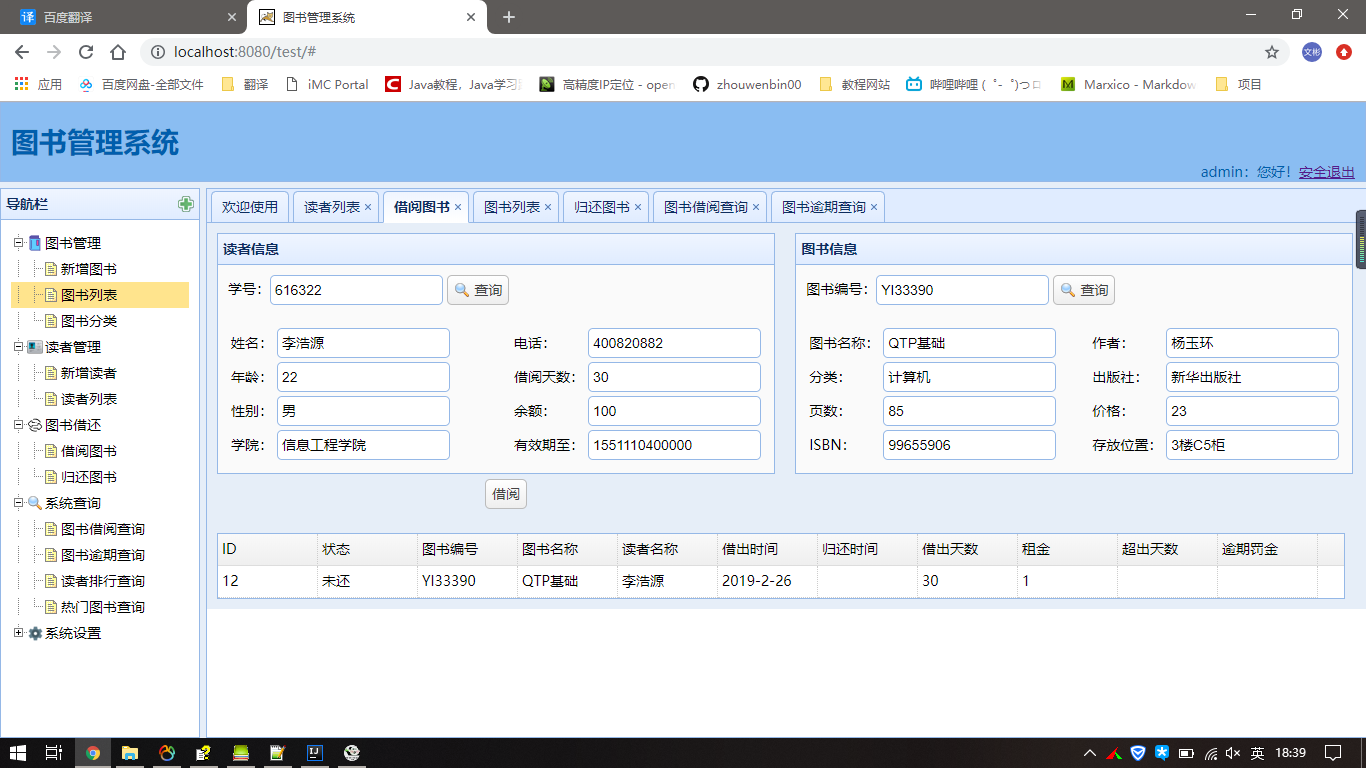 百度翻译
图书管理系统
localhost:8080/test/#
文彬
应用
百度网盘-全部文件
翻译
iMC Portal
Java教程，Java学习
高精度IP定位 - open
zhouwenbin00
教程网站
哔哩哔哩 (゜-゜)つロ
Marxico - Markdow
项目
图书管理系统
admin：您好！安全退出
导航栏
图书管理
新增图书
图书列表
图书分类
读者管理
新增读者
读者列表
图书借还
借阅图书
归还图书
系统查询
图书借阅查询
图书逾期查询
读者排行查询
热门图书查询
系统设置
欢迎使用 读者列表 借阅图书 图书列表 归还图书 图书借阅查询 图书逾期查询
读者信息
学号： 616322 查询
姓名： 李浩源 电话： 400820882
年龄： 22 借阅天数： 30
性别： 男 余额： 100
学院： 信息工程学院 有效期至： 1551110400000
图书信息
图书编号： YI33390 查询
图书名称： QTP基础 作者： 杨玉环
分类： 计算机 出版社： 新华出版社
页数： 85 价格： 23
ISBN： 99655906 存放位置： 3楼C5柜
借阅
ID 状态 图书编号 图书名称 读者名称 借出时间 归还时间 借出天数 租金 超出天数 逾期罚金
12 未还 YI33390 QTP基础 李浩源 2019-2-26 30 1
英 18:39